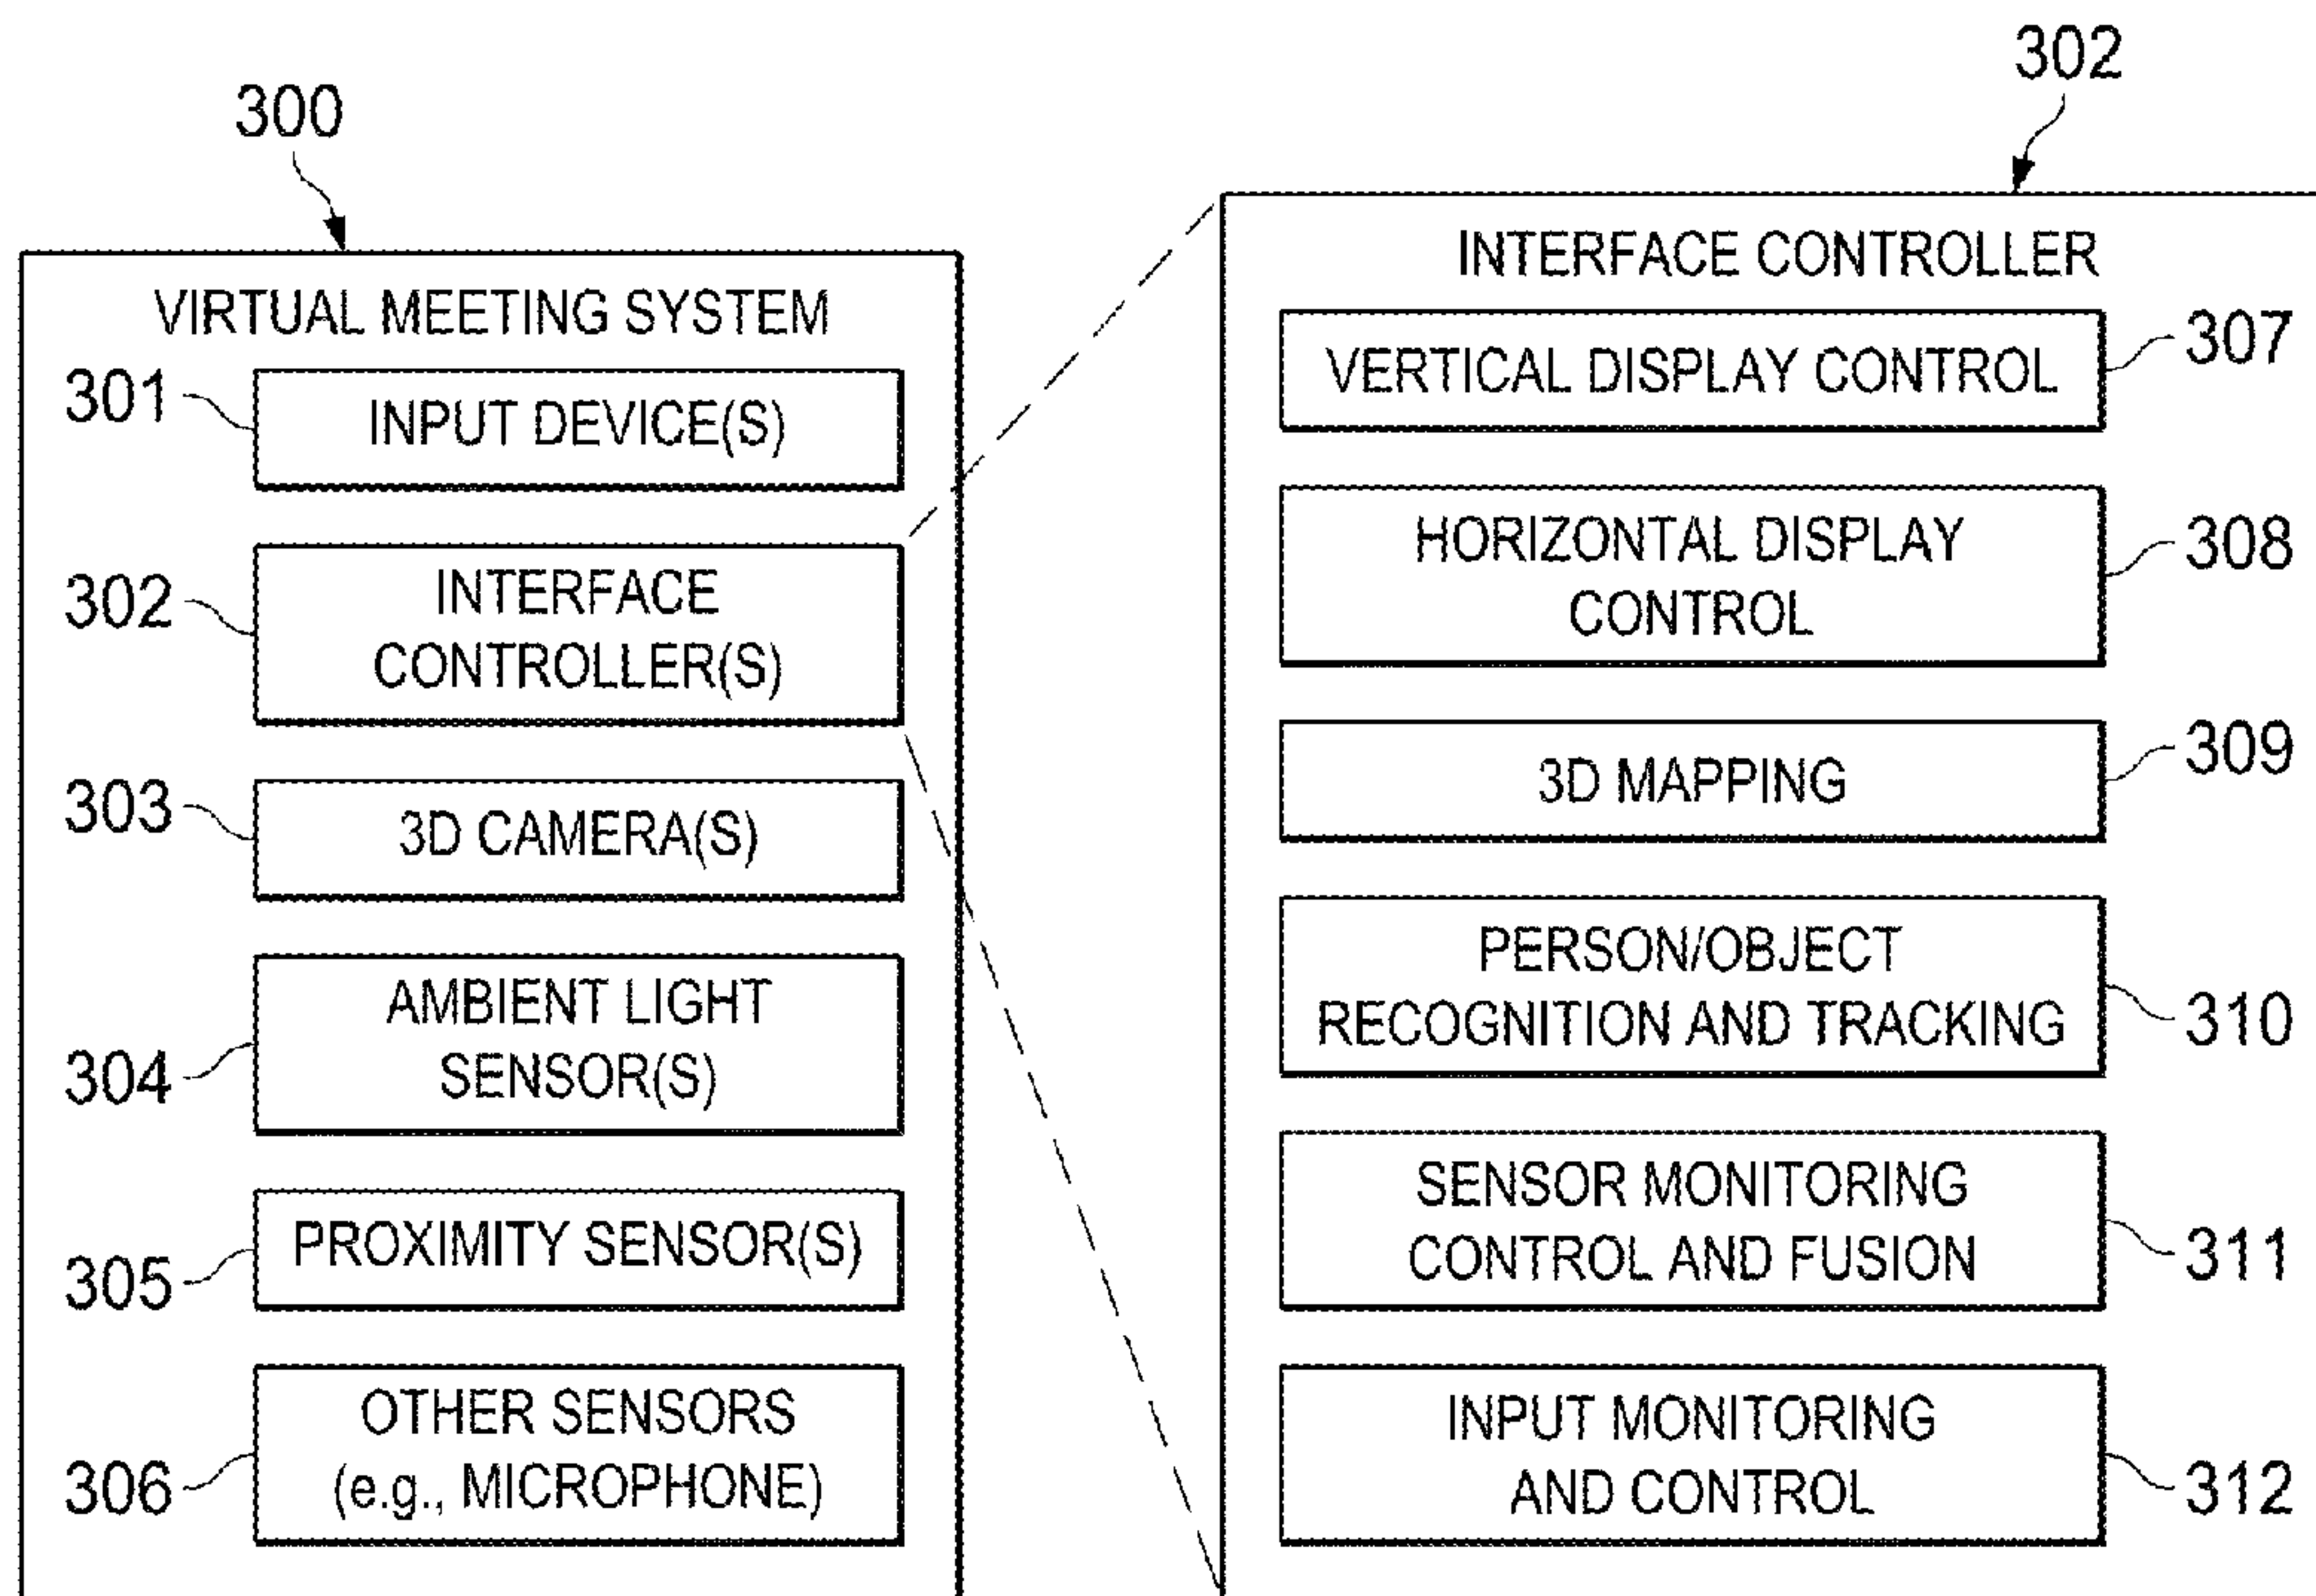 300
VIRTUAL MEETING SYSTEM
301
INPUT DEVICE(S)
302
INTERFACE
CONTROLLER(S)
303
3D CAMERA(S)
304
AMBIENT LIGHT
SENSOR(S)
305
PROXIMITY SENSOR(S)
306
OTHER SENSORS
(e.g., MICROPHONE)
302
INTERFACE CONTROLLER
VERTICAL DISPLAY CONTROL
307
HORIZONTAL DISPLAY
CONTROL
308
3D MAPPING
309
PERSON/OBJECT
RECOGNITION AND TRACKING
310
SENSOR MONITORING
CONTROL AND FUSION
311
INPUT MONITORING
AND CONTROL
312